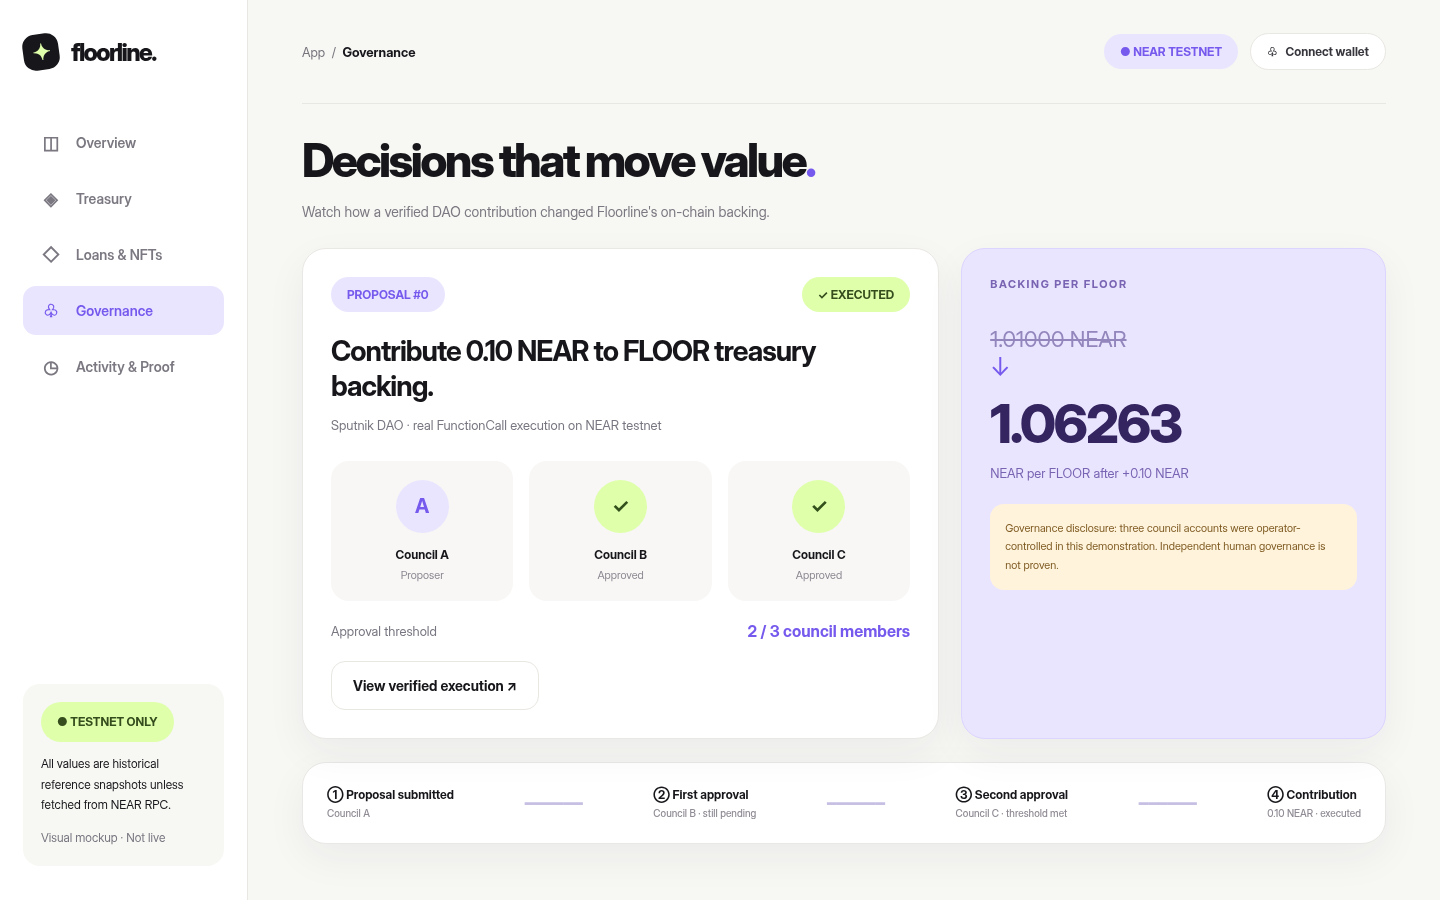 floorline.
Overview
Treasury
Loans & NFTs
Governance
Activity & Proof
● TESTNET ONLY
All values are historical
reference snapshots unless
fetched from NEAR RPC.
Visual mockup · Not live
App / Governance
● NEAR TESTNET
Connect wallet
Decisions that move value.
Watch how a verified DAO contribution changed Floorline's on-chain backing.
PROPOSAL #0
✓ EXECUTED
Contribute 0.10 NEAR to FLOOR treasury
backing.
Sputnik DAO · real FunctionCall execution on NEAR testnet
A
Council A
Proposer
✓
Council B
Approved
✓
Council C
Approved
Approval threshold
2 / 3 council members
View verified execution ↗
BACKING PER FLOOR
1.01000 NEAR
↓
1.06263
NEAR per FLOOR after +0.10 NEAR
Governance disclosure: three council accounts were operator-
controlled in this demonstration. Independent human governance is
not proven.
① Proposal submitted
Council A
② First approval
Council B · still pending
③ Second approval
Council C · threshold met
④ Contribution
0.10 NEAR · executed